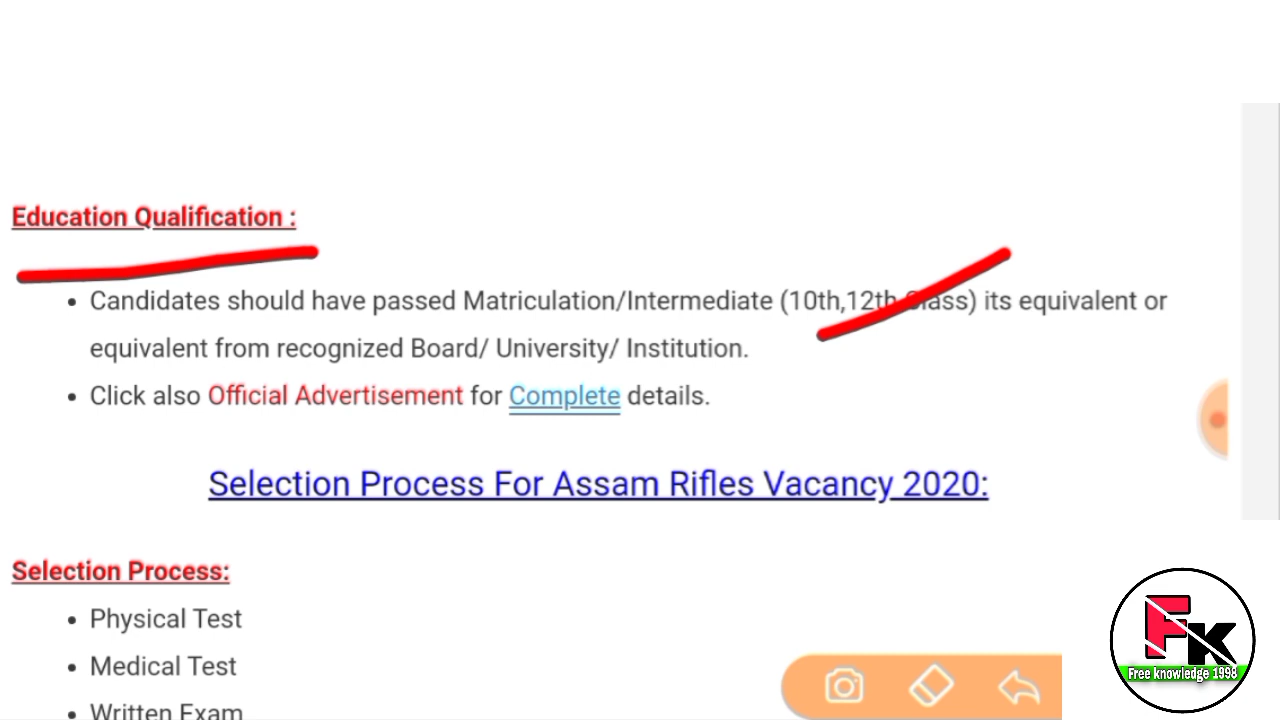 Education Qualification :
Candidates should have passed Matriculation/Intermediate (10th,12th Class) its equivalent or
equivalent from recognized Board/ University/ Institution.
Click also Official Advertisement for Complete details.
Selection Process For Assam Rifles Vacancy 2020:
Selection Process:
Physical Test
Medical Test
Written Exam
FK
Free knowledge 1998